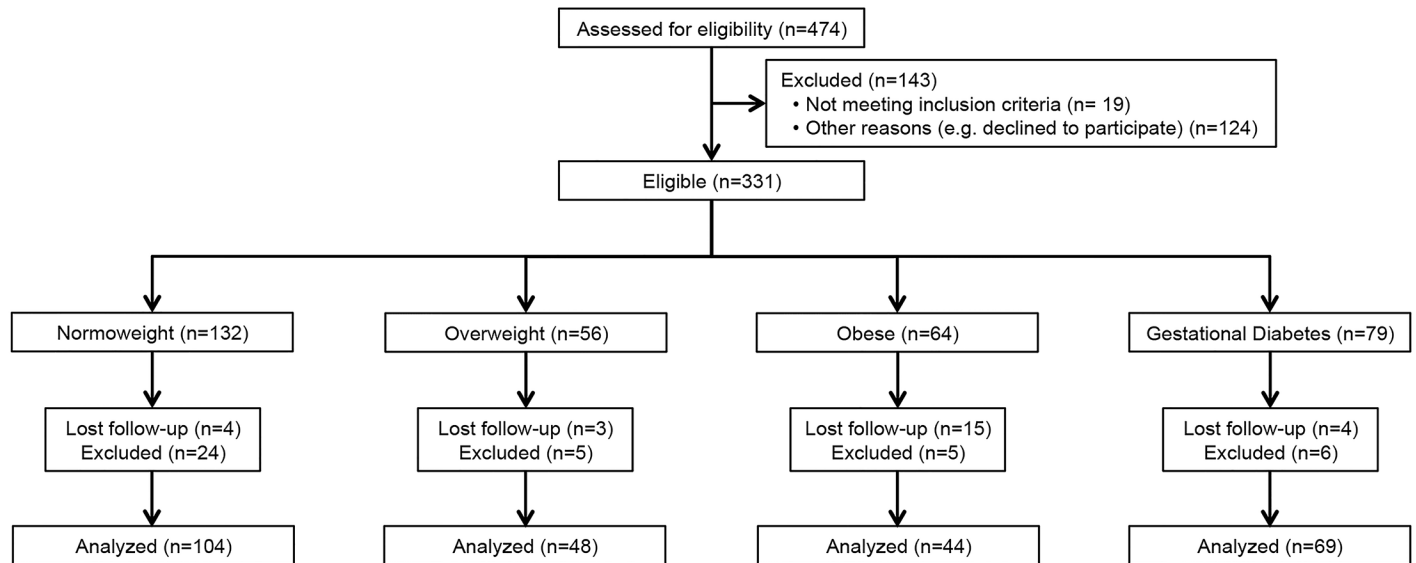 Assessed for eligibility (n=474)
Excluded (n=143)
• Not meeting inclusion criteria (n= 19)
• Other reasons (e.g. declined to participate) (n=124)
Eligible (n=331)
Normoweight (n=132)
Overweight (n=56)
Obese (n=64)
Gestational Diabetes (n=79)
Lost follow-up (n=4)
Excluded (n=24)
Lost follow-up (n=3)
Excluded (n=5)
Lost follow-up (n=15)
Excluded (n=5)
Lost follow-up (n=4)
Excluded (n=6)
Analyzed (n=104)
Analyzed (n=48)
Analyzed (n=44)
Analyzed (n=69)